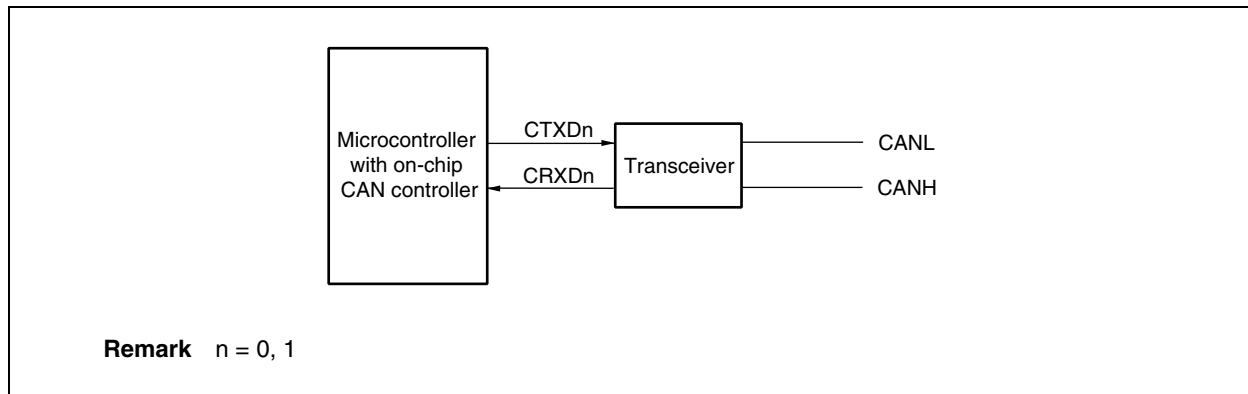 Microcontroller
with on-chip
CAN controller
CTXDn
CRXDn
Transceiver
CANL
CANH
Remark n = 0, 1